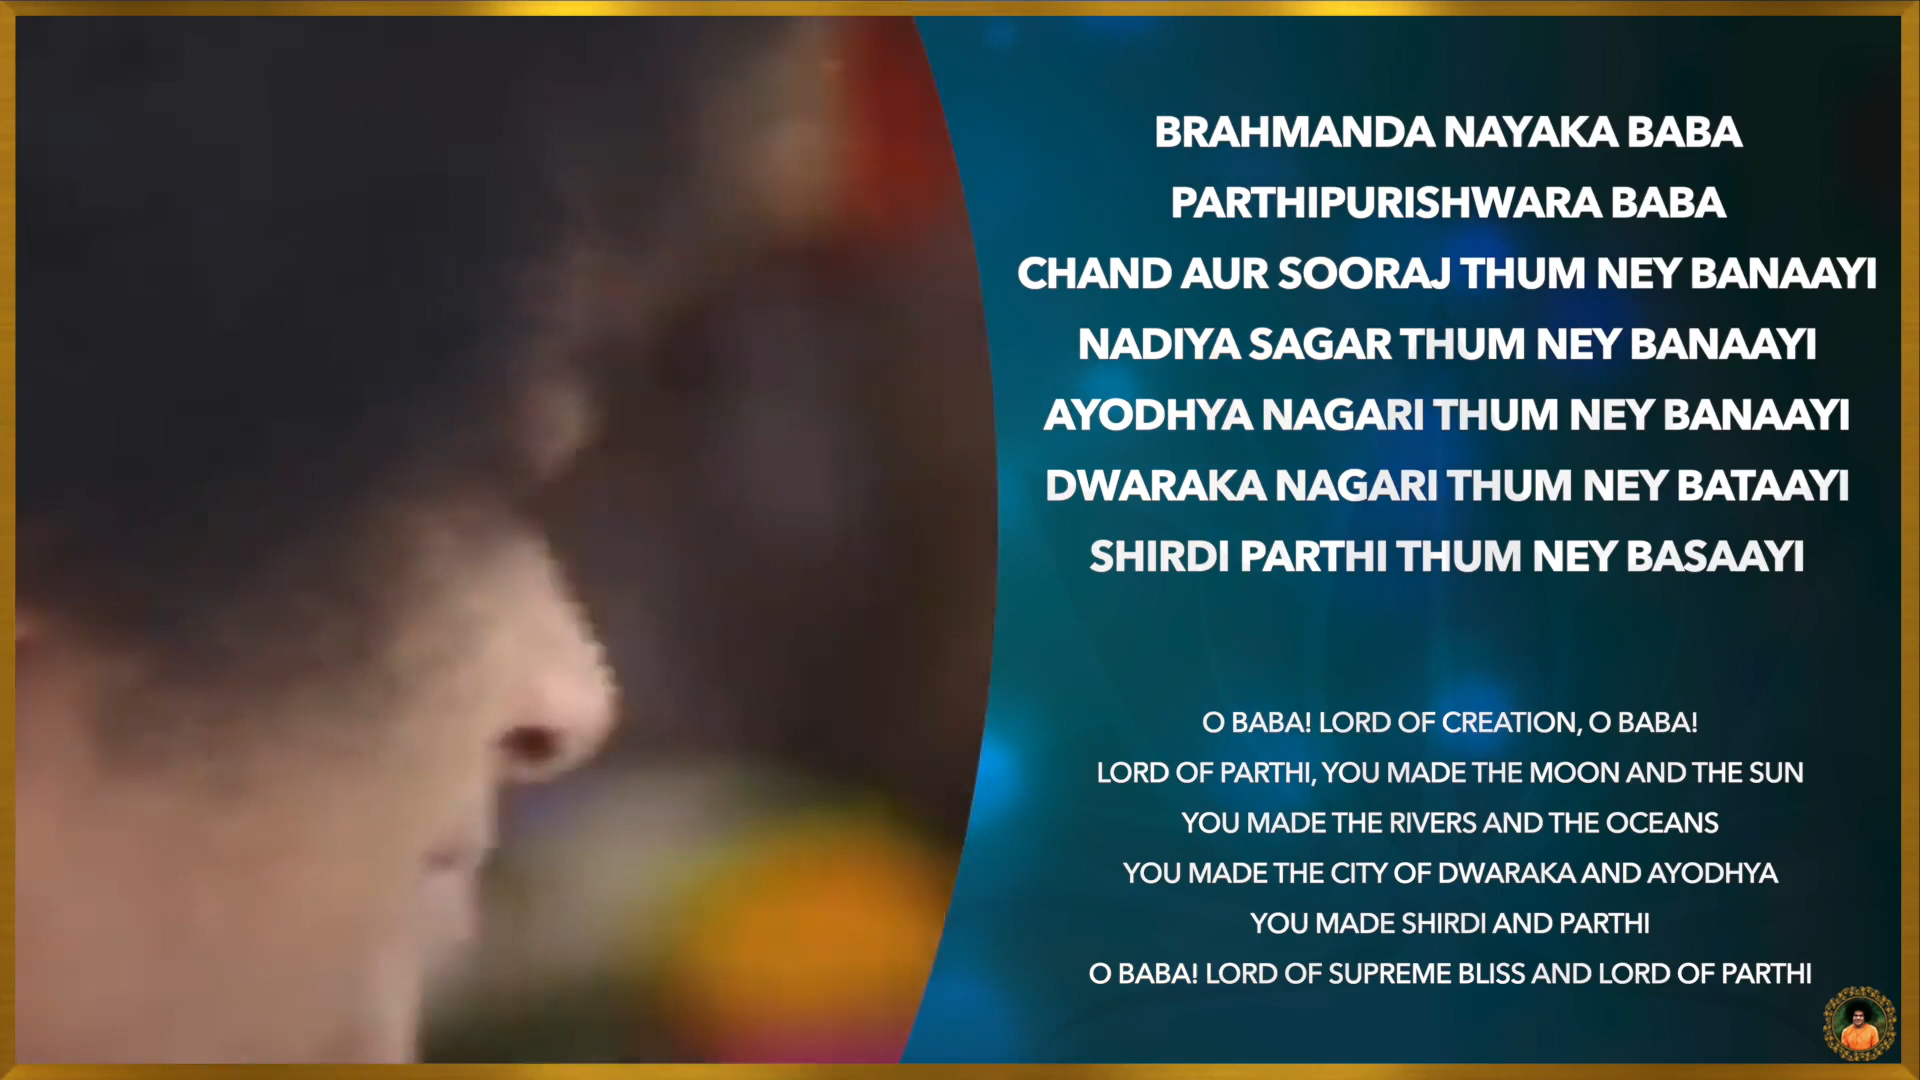 BRAHMANDA NAYAKA BABA
PARTHIPURISHWARA BABA
CHAND AUR SOORAJ THUM NEY BANAAYI
NADIYA SAGAR THUM NEY BANAAYI
AYODHYA NAGARI THUM NEY BANAAYI
DWARAKA NAGARI THUM NEY BATAAYI
SHIRDI PARTHI THUM NEY BASAAYI
O BABA! LORD OF CREATION, O BABA!
LORD OF PARTHI, YOU MADE THE MOON AND THE SUN
YOU MADE THE RIVERS AND THE OCEANS
YOU MADE THE CITY OF DWARAKA AND AYODHYA
YOU MADE SHIRDI AND PARTHI
O BABA! LORD OF SUPREME BLISS AND LORD OF PARTHI